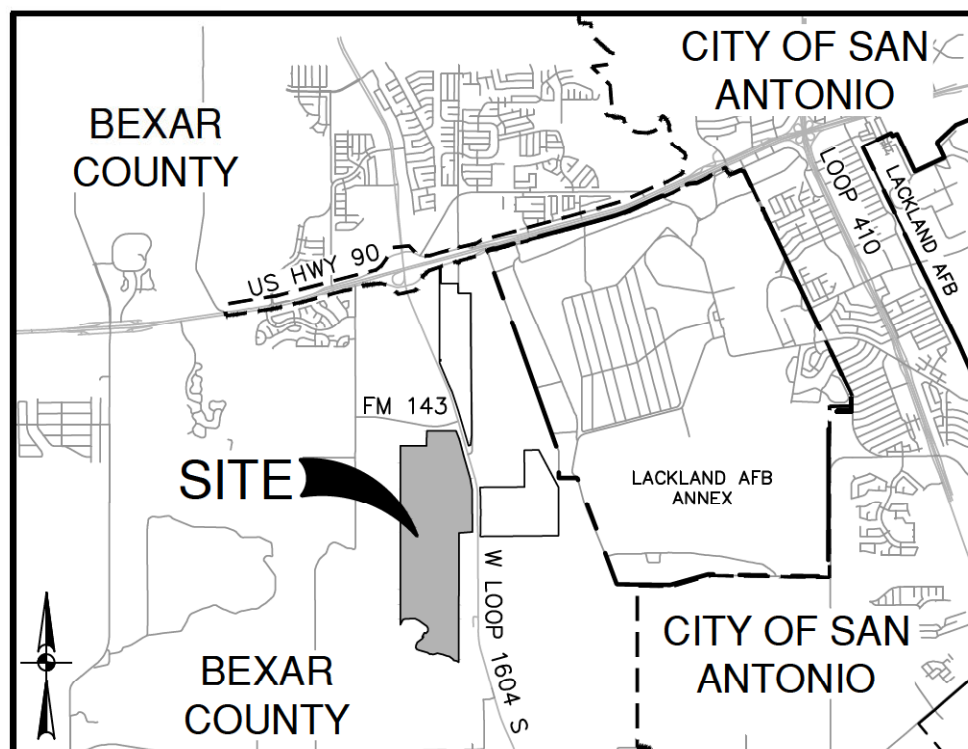 CITY OF SAN
ANTONIO
BEXAR
COUNTY
LOOP 410
LACKLAND AFB
US HWY 90
FM 143
SITE
LACKLAND AFB
ANNEX
W LOOP 1604 S
CITY OF SAN
ANTONIO
BEXAR
COUNTY